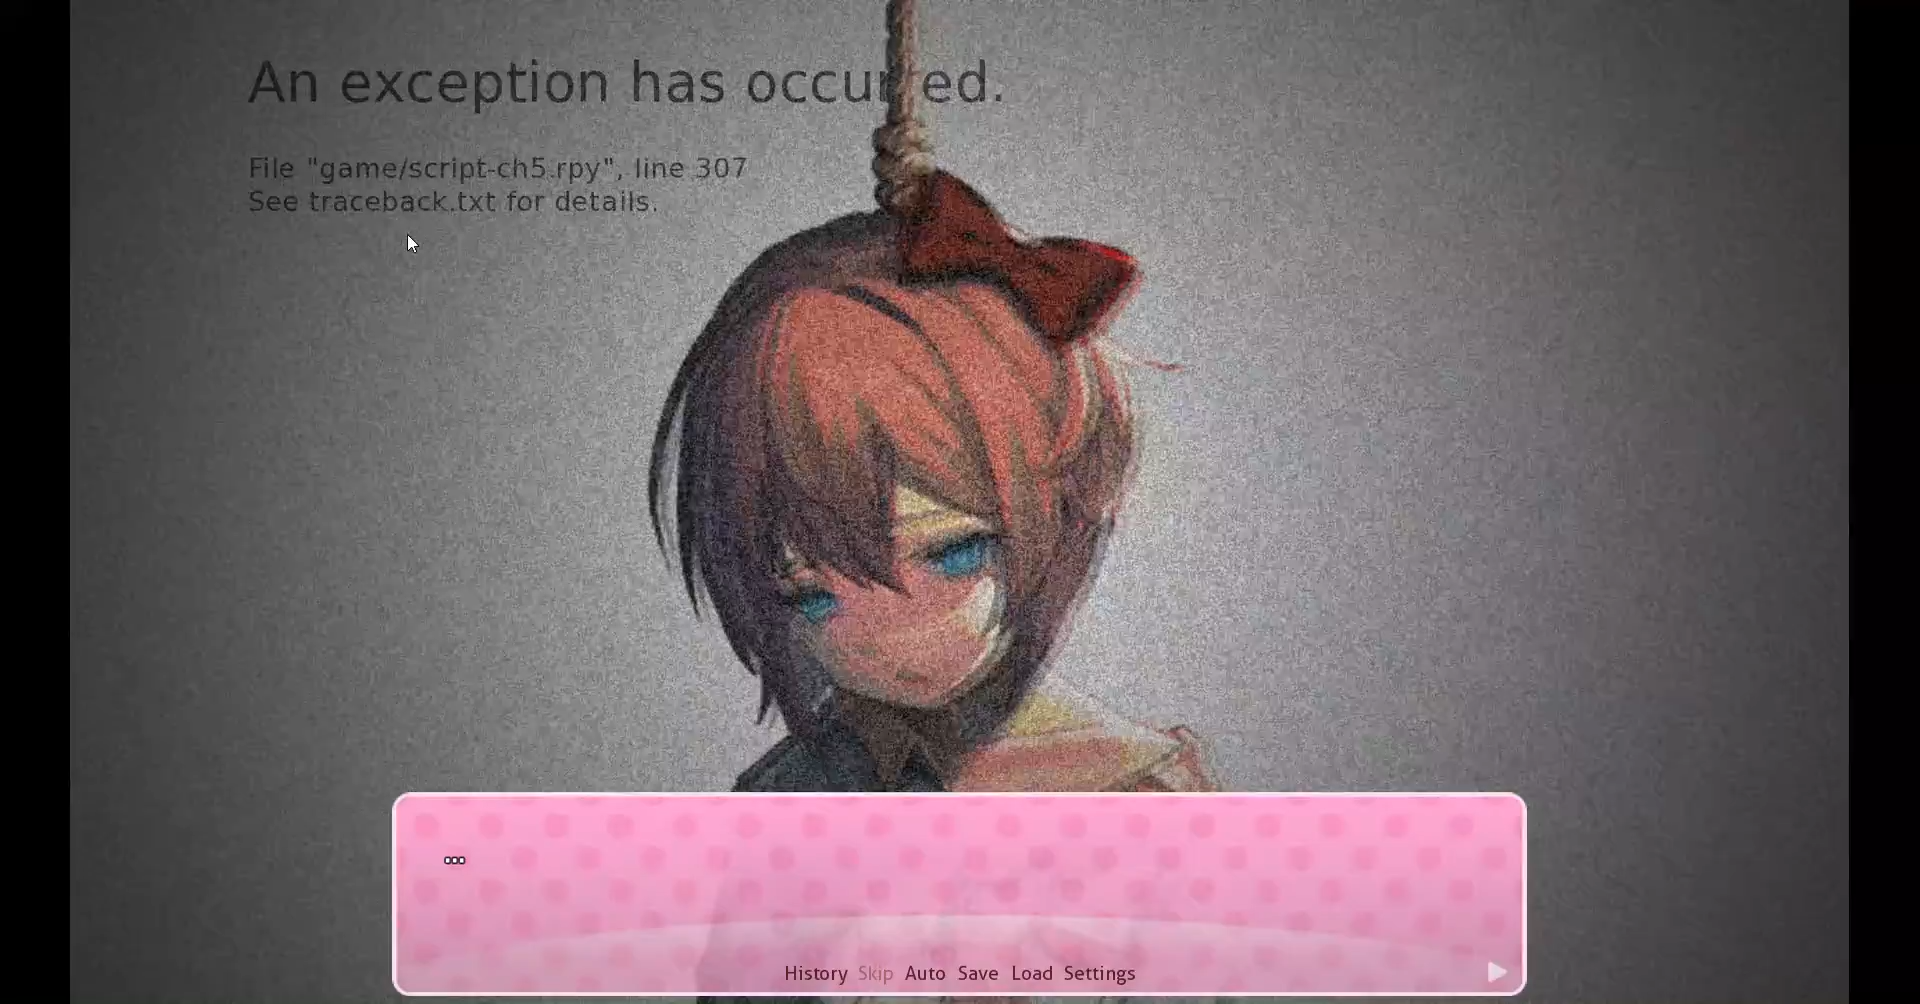 An exception has occurred.
File "game/script-ch5.rpy", line 307
See traceback.txt for details.
...
History Skip Auto Save Load Settings